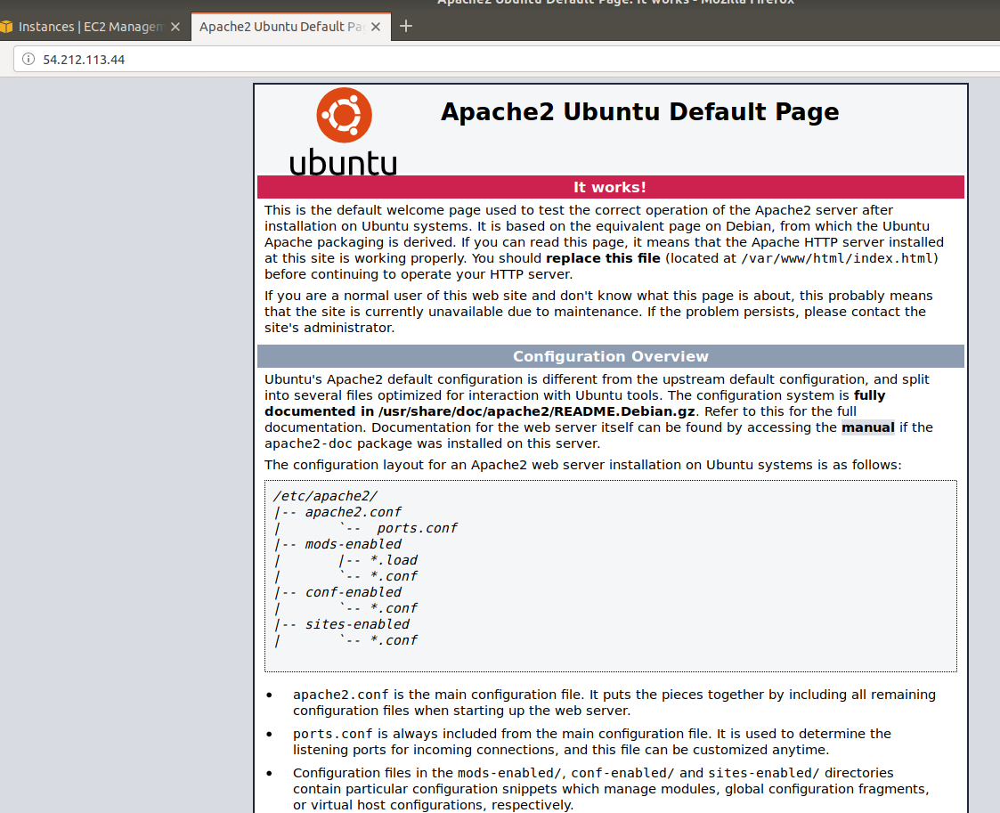 Apache2 Ubuntu Default Page: It works - Mozilla Firefox
Instances | EC2 Managem
Apache2 Ubuntu Default Pa
54.212.113.44
ubuntu
Apache2 Ubuntu Default Page
It works!
This is the default welcome page used to test the correct operation of the Apache2 server after
installation on Ubuntu systems. It is based on the equivalent page on Debian, from which the Ubuntu
Apache packaging is derived. If you can read this page, it means that the Apache HTTP server installed
at this site is working properly. You should replace this file (located at /var/www/html/index.html)
before continuing to operate your HTTP server.
If you are a normal user of this web site and don't know what this page is about, this probably means
that the site is currently unavailable due to maintenance. If the problem persists, please contact the
site's administrator.
Configuration Overview
Ubuntu's Apache2 default configuration is different from the upstream default configuration, and split
into several files optimized for interaction with Ubuntu tools. The configuration system is fully
documented in /usr/share/doc/apache2/README.Debian.gz. Refer to this for the full
documentation. Documentation for the web server itself can be found by accessing the manual if the
apache2-doc package was installed on this server.
The configuration layout for an Apache2 web server installation on Ubuntu systems is as follows:
/etc/apache2/
|-- apache2.conf
|       `--  ports.conf
|-- mods-enabled
|       |-- *.load
|       `-- *.conf
|-- conf-enabled
|       `-- *.conf
|-- sites-enabled
|       `-- *.conf
• apache2.conf is the main configuration file. It puts the pieces together by including all remaining
configuration files when starting up the web server.
• ports.conf is always included from the main configuration file. It is used to determine the
listening ports for incoming connections, and this file can be customized anytime.
• Configuration files in the mods-enabled/, conf-enabled/ and sites-enabled/ directories
contain particular configuration snippets which manage modules, global configuration fragments,
or virtual host configurations, respectively.